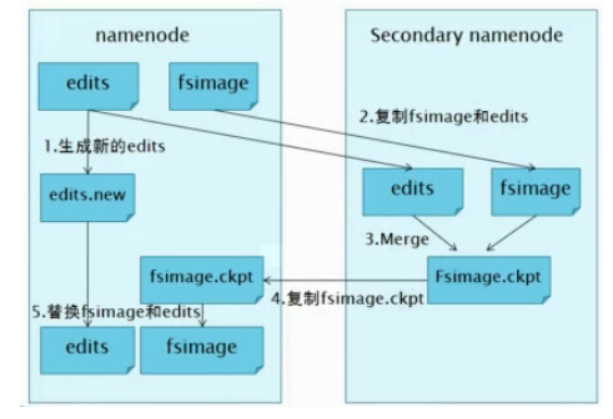 namenode
Secondary namenode
edits
fsimage
2.复制fsimage和edits
1.生成新的edits
edits.new
edits
fsimage
3.Merge
fsimage.ckpt
Fsimage.ckpt
4.复制fsimage.ckpt
5.替换fsimage和edits
edits
fsimage